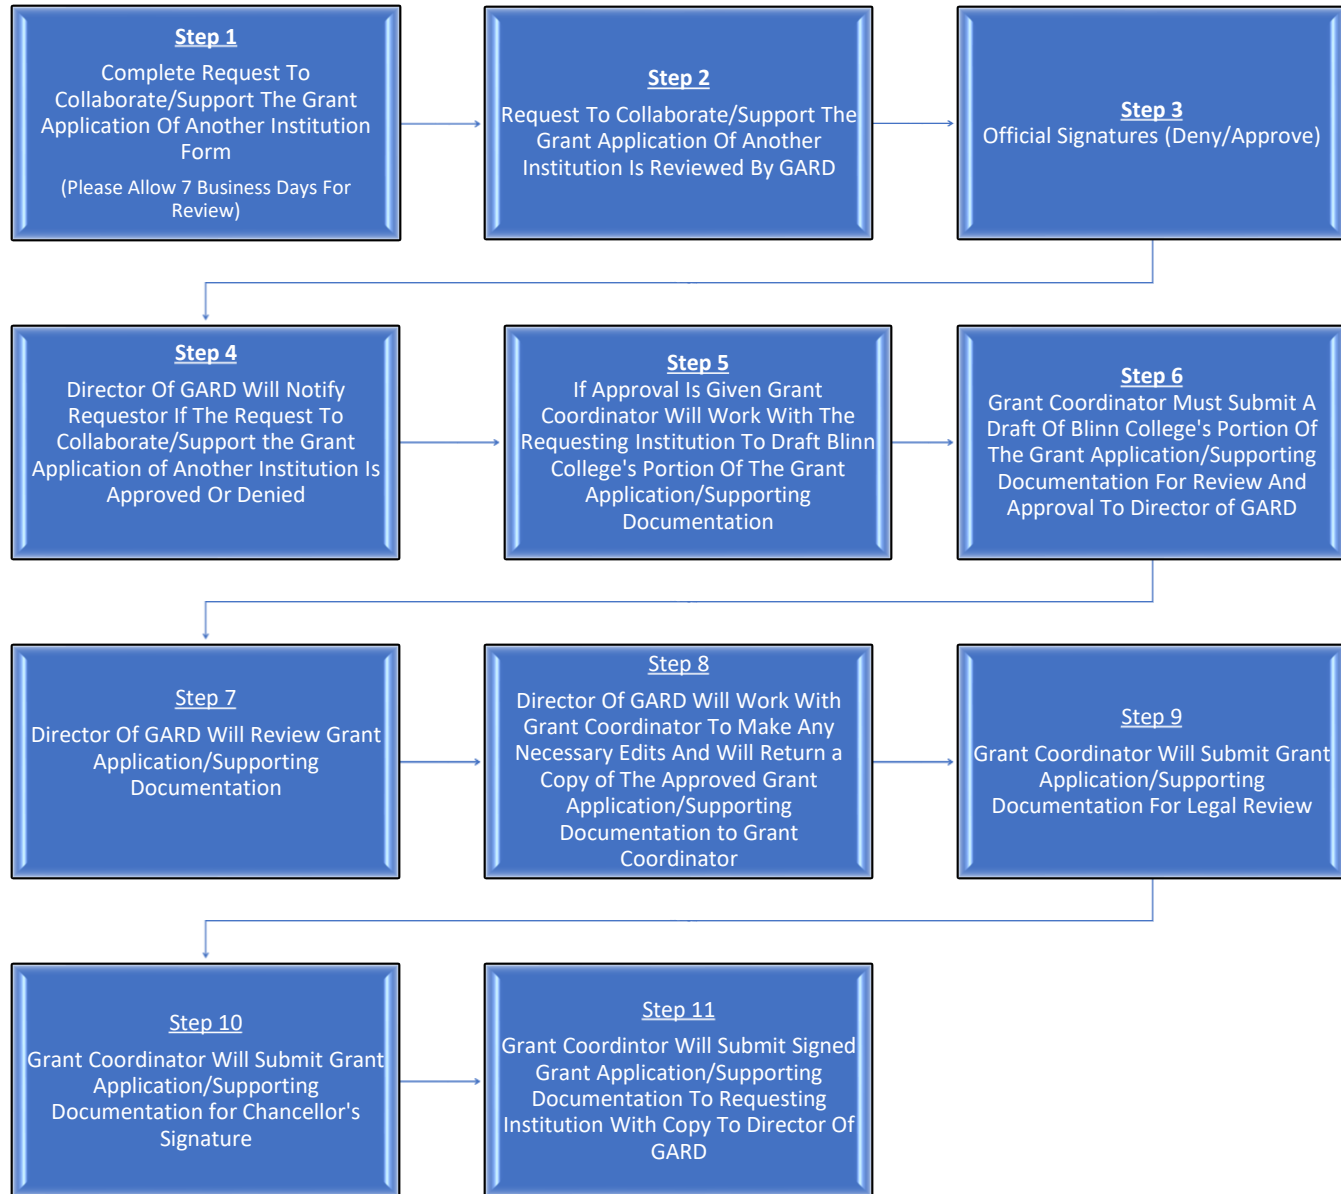 Step 1
Complete Request To
Collaborate/Support The Grant
Application Of Another Institution
Form
(Please Allow 7 Business Days For
Review)
Step 2
Request To Collaborate/Support The
Grant Application Of Another
Institution Is Reviewed By GARD
Step 3
Official Signatures (Deny/Approve)
Step 4
Director Of GARD Will Notify
Requestor If The Request To
Collaborate/Support the Grant
Application of Another Institution Is
Approved Or Denied
Step 5
If Approval Is Given Grant
Coordinator Will Work With The
Requesting Institution To Draft Blinn
College's Portion Of The Grant
Application/Supporting
Documentation
Step 6
Grant Coordinator Must Submit A
Draft Of Blinn College's Portion Of
The Grant Application/Supporting
Documentation For Review And
Approval To Director of GARD
Step 7
Director Of GARD Will Review Grant
Application/Supporting
Documentation
Step 8
Director Of GARD Will Work With
Grant Coordinator To Make Any
Necessary Edits And Will Return a
Copy of The Approved Grant
Application/Supporting
Documentation to Grant
Coordinator
Step 9
Grant Coordinator Will Submit Grant
Application/Supporting
Documentation For Legal Review
Step 10
Grant Coordinator Will Submit Grant
Application/Supporting
Documentation for Chancellor's
Signature
Step 11
Grant Coordintor Will Submit Signed
Grant Application/Supporting
Documentation To Requesting
Institution With Copy To Director Of
GARD